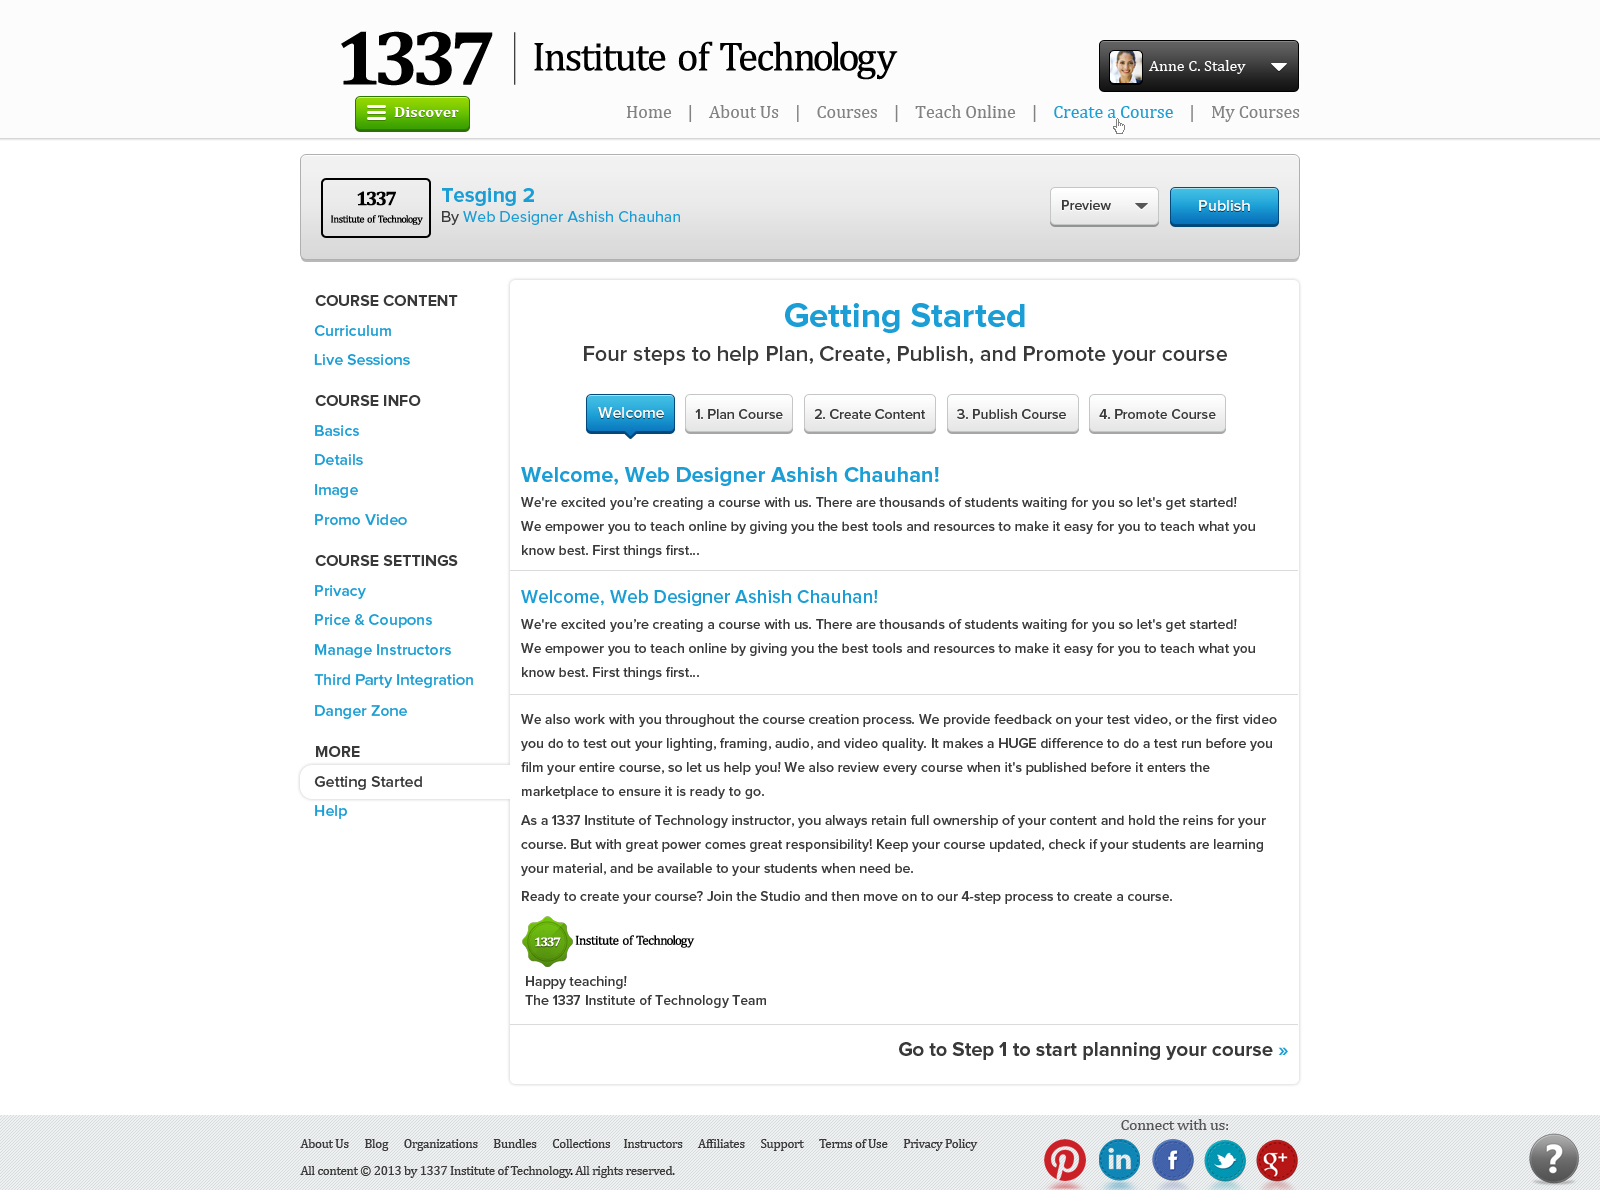 1337 | Institute of Technology
Anne C. Staley
Discover
Home | About Us | Courses | Teach Online | Create a Course | My Courses
1337
Institute of Technology
Tesging 2
By Web Designer Ashish Chauhan
Preview
Publish
COURSE CONTENT
Curriculum
Live Sessions
COURSE INFO
Basics
Details
Image
Promo Video
COURSE SETTINGS
Privacy
Price & Coupons
Manage Instructors
Third Party Integration
Danger Zone
MORE
Getting Started
Help
Getting Started
Four steps to help Plan, Create, Publish, and Promote your course
Welcome
1. Plan Course
2. Create Content
3. Publish Course
4. Promote Course
Welcome, Web Designer Ashish Chauhan!
We're excited you’re creating a course with us. There are thousands of students waiting for you so let's get started!
We empower you to teach online by giving you the best tools and resources to make it easy for you to teach what you
know best. First things first...
Welcome, Web Designer Ashish Chauhan!
We're excited you’re creating a course with us. There are thousands of students waiting for you so let's get started!
We empower you to teach online by giving you the best tools and resources to make it easy for you to teach what you
know best. First things first...
We also work with you throughout the course creation process. We provide feedback on your test video, or the first video
you do to test out your lighting, framing, audio, and video quality. It makes a HUGE difference to do a test run before you
film your entire course, so let us help you! We also review every course when it's published before it enters the
marketplace to ensure it is ready to go.
As a 1337 Institute of Technology instructor, you always retain full ownership of your content and hold the reins for your
course. But with great power comes great responsibility! Keep your course updated, check if your students are learning
your material, and be available to your students when need be.
Ready to create your course? Join the Studio and then move on to our 4-step process to create a course.
1337 Institute of Technology
Happy teaching!
The 1337 Institute of Technology Team
Go to Step 1 to start planning your course »
About Us Blog Organizations Bundles Collections Instructors Affiliates Support Terms of Use Privacy Policy
All content © 2013 by 1337 Institute of Technology. All rights reserved.
Connect with us:
in
f
g+
?